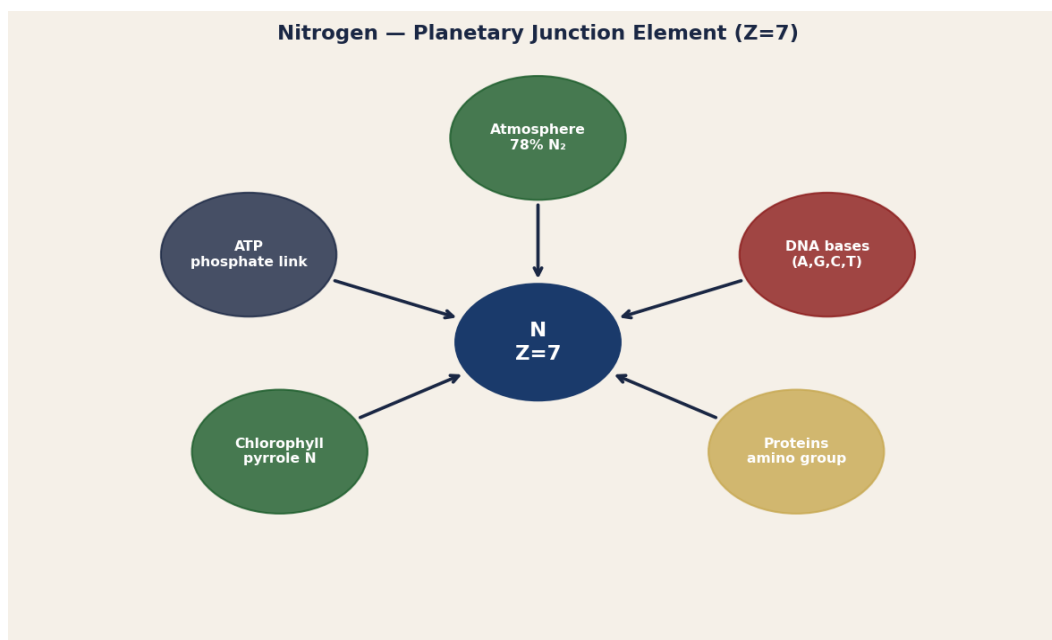 Nitrogen — Planetary Junction Element (Z=7)
Atmosphere
78% N₂
ATP
phosphate link
DNA bases
(A,G,C,T)
N
Z=7
Chlorophyll
pyrrole N
Proteins
amino group